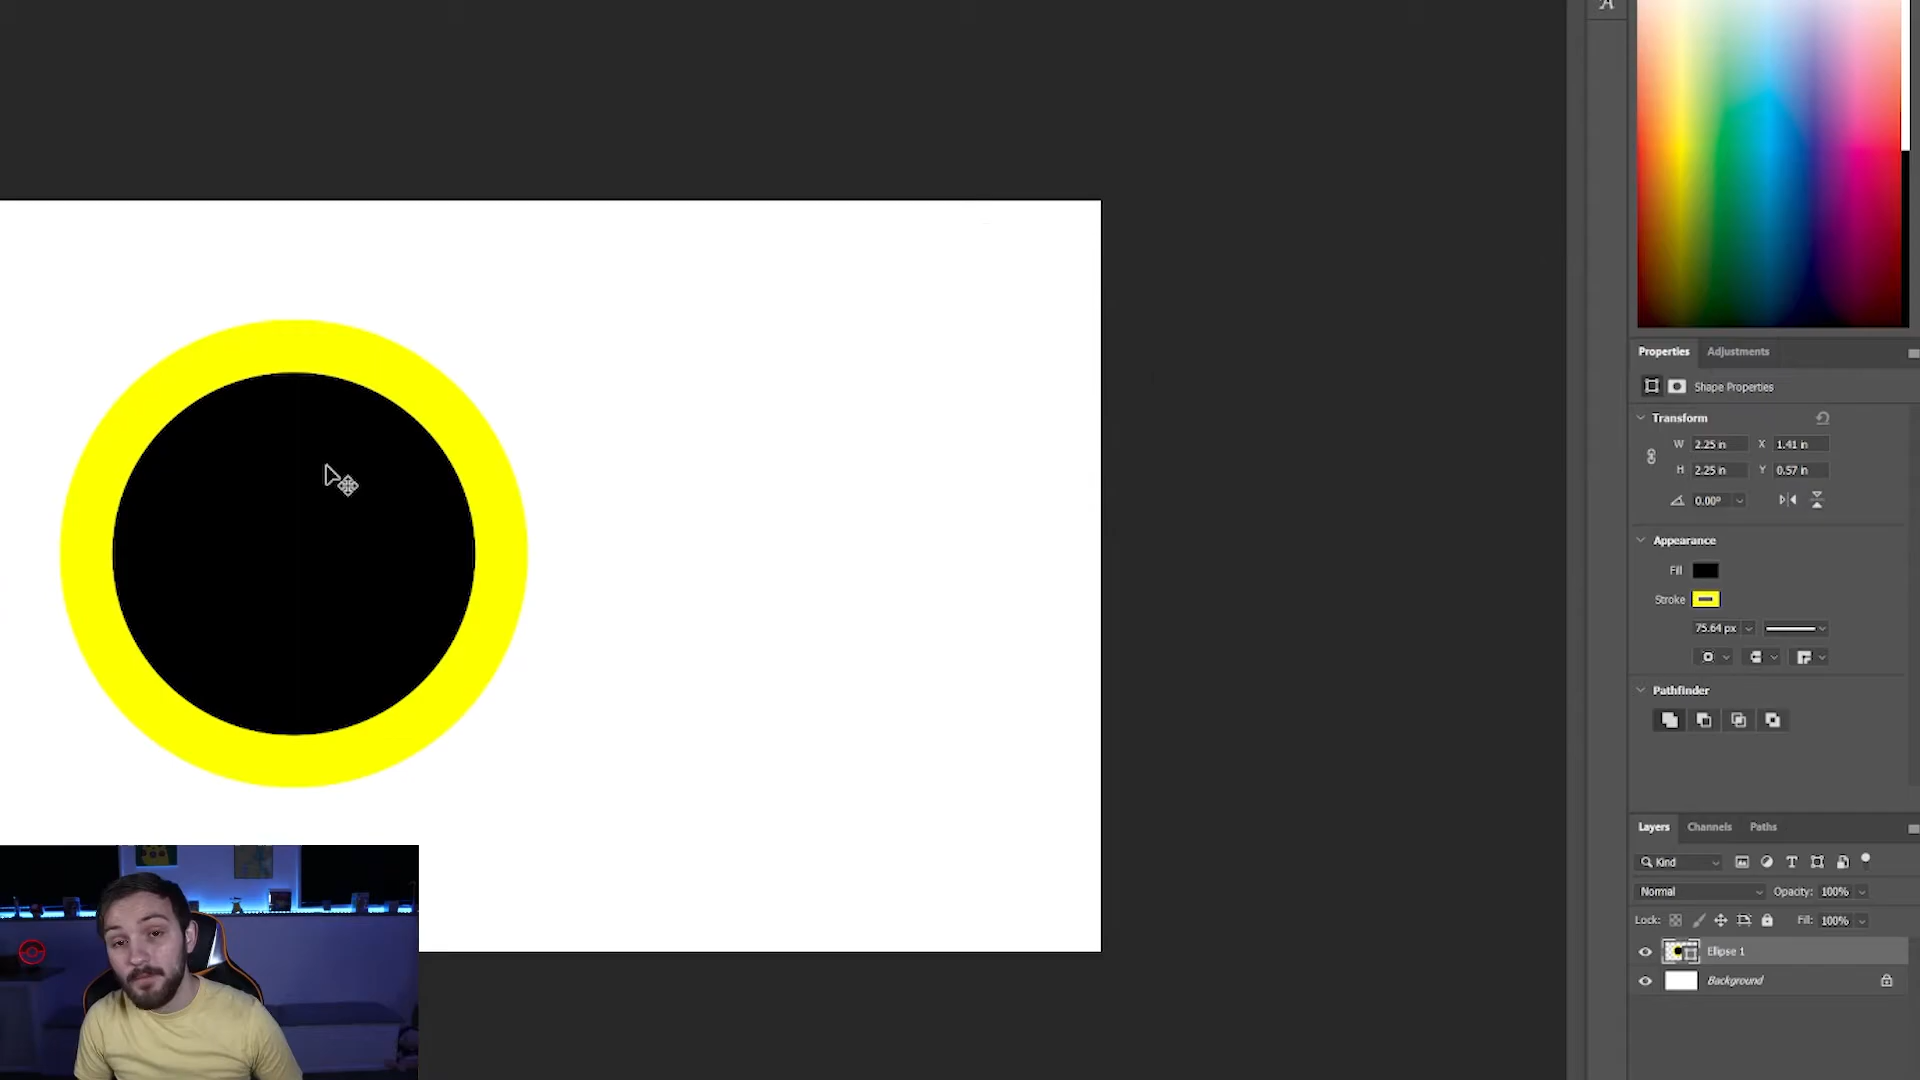 A
Properties Adjustments
Shape Properties
Transform
W 2.25 in X 1.41 in
H 2.25 in Y 0.57 in
0.00°
Appearance
Fill
Stroke
75.64 px
Pathfinder
Layers Channels Paths
Kind
Normal Opacity: 100%
Lock: Fill: 100%
Ellipse 1
Background